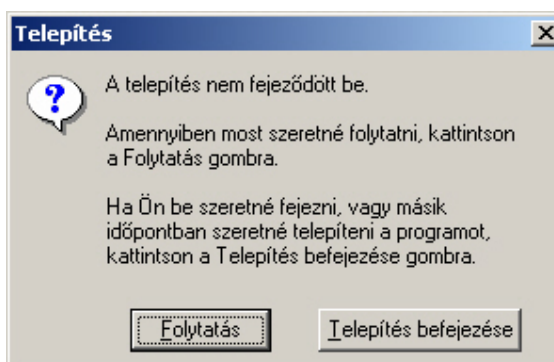 Telepítés
A telepítés nem fejeződött be.
Amennyiben most szeretné folytatni, kattintson
a Folytatás gombra.
Ha Ön be szeretné fejezni, vagy másik
időpontban szeretné telepíteni a programot,
kattintson a Telepítés befejezése gombra.
Folytatás
Telepítés befejezése